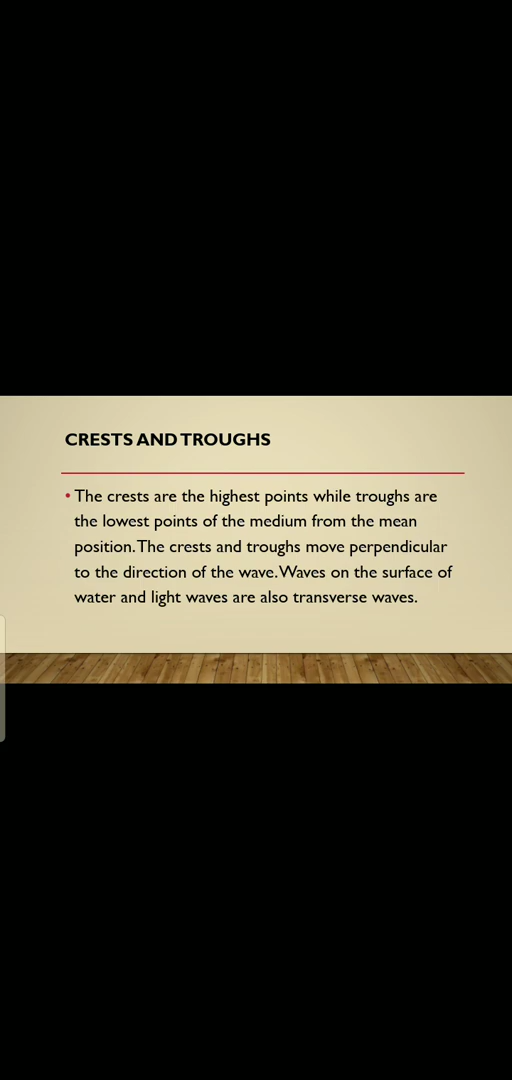 CRESTS AND TROUGHS
• The crests are the highest points while troughs are
the lowest points of the medium from the mean
position. The crests and troughs move perpendicular
to the direction of the wave. Waves on the surface of
water and light waves are also transverse waves.